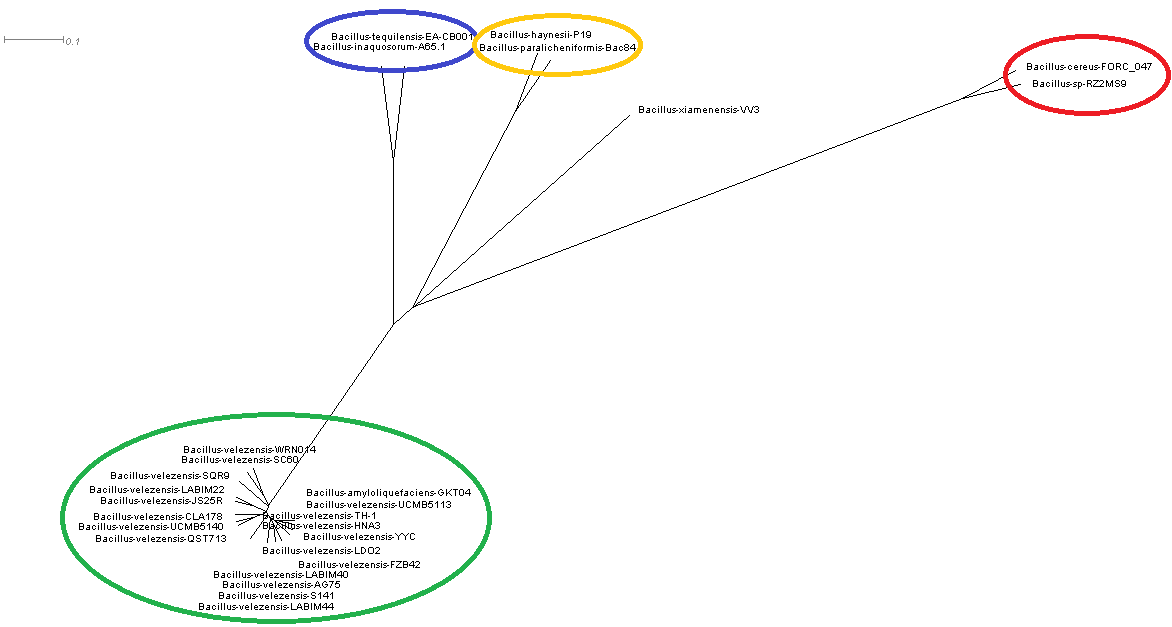 0.1
Bacillus-tequilensis-EA-CB001
Bacillus-inaquosorum-A65.1
Bacillus-haynesii-P19
Bacillus-paralicheniformis-Bac84
Bacillus-cereus-FORC_047
Bacillus-sp-RZ2MS9
Bacillus-xiamenensis-VV3
Bacillus-velezensis-WRN014
Bacillus-velezensis-SC60
Bacillus-velezensis-SQR9
Bacillus-velezensis-LABIM22
Bacillus-velezensis-JS25R
Bacillus-velezensis-CLA178
Bacillus-velezensis-UCMB5140
Bacillus-velezensis-QST713
Bacillus-amyloliquefaciens-GKT04
Bacillus-velezensis-UCMB5113
Bacillus-velezensis-TH-1
Bacillus-velezensis-HNA3
Bacillus-velezensis-YYC
Bacillus-velezensis-LDO2
Bacillus-velezensis-FZB42
Bacillus-velezensis-LABIM40
Bacillus-velezensis-AG75
Bacillus-velezensis-S141
Bacillus-velezensis-LABIM44